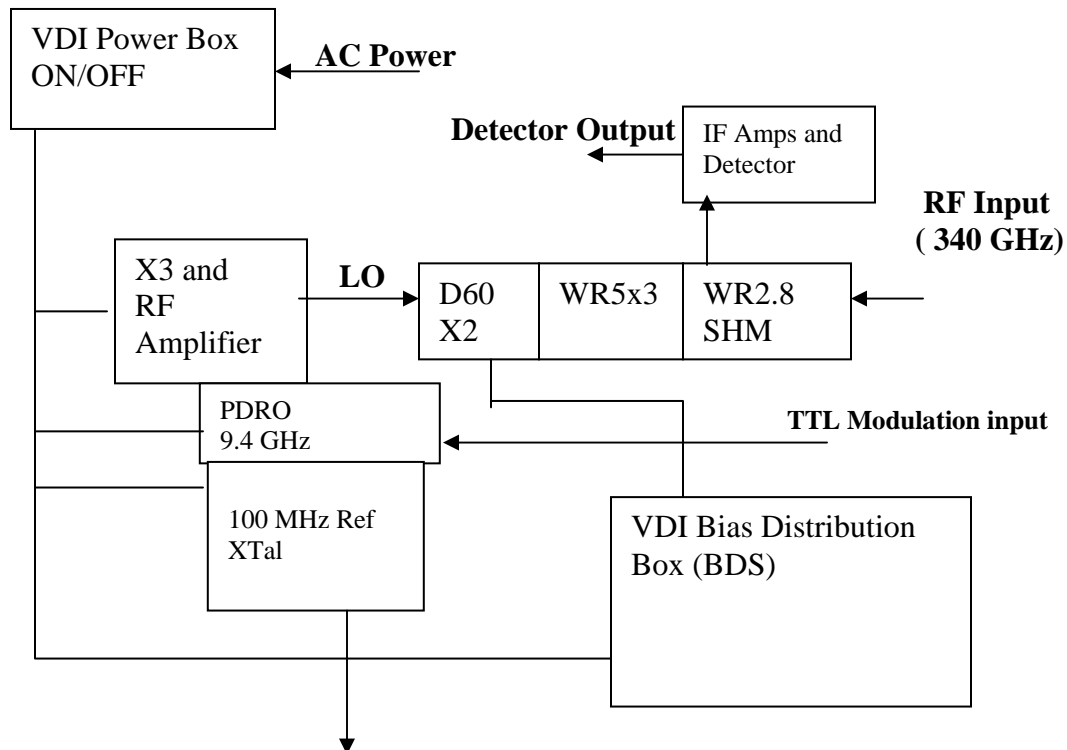 VDI Power Box
ON/OFF
AC Power
Detector Output
IF Amps and
Detector
RF Input
( 340 GHz)
X3 and
RF
Amplifier
LO
D60
X2
WR5x3
WR2.8
SHM
PDRO
9.4 GHz
TTL Modulation input
100 MHz Ref
XTal
VDI Bias Distribution
Box (BDS)